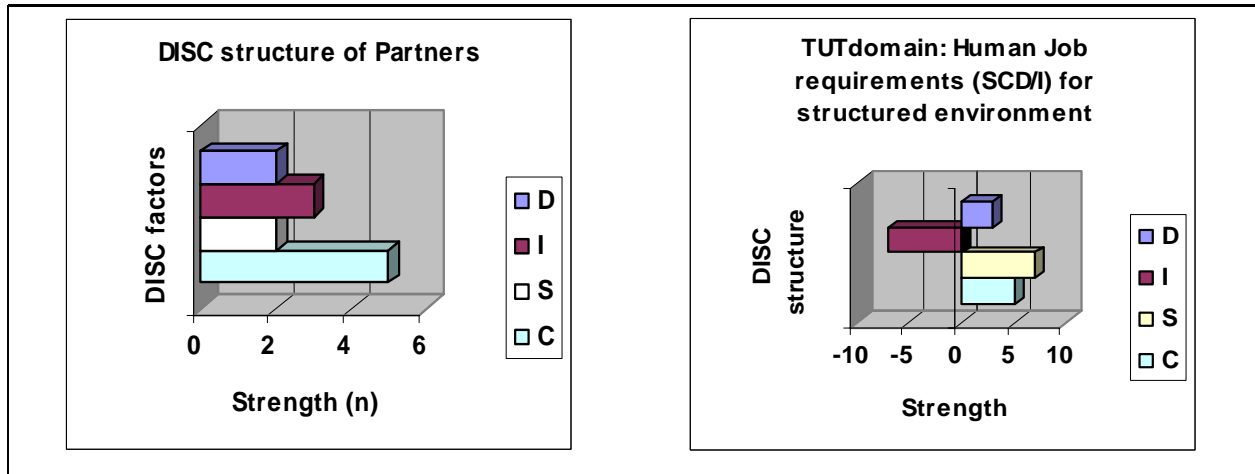 DISC structure of Partners
DISC factors
D
I
S
C
0 2 4 6
Strength (n)
TUTdomain: Human Job
requirements (SCD/I) for
structured environment
DISC
structure
D
I
S
C
-10 -5 0 5 10
Strength